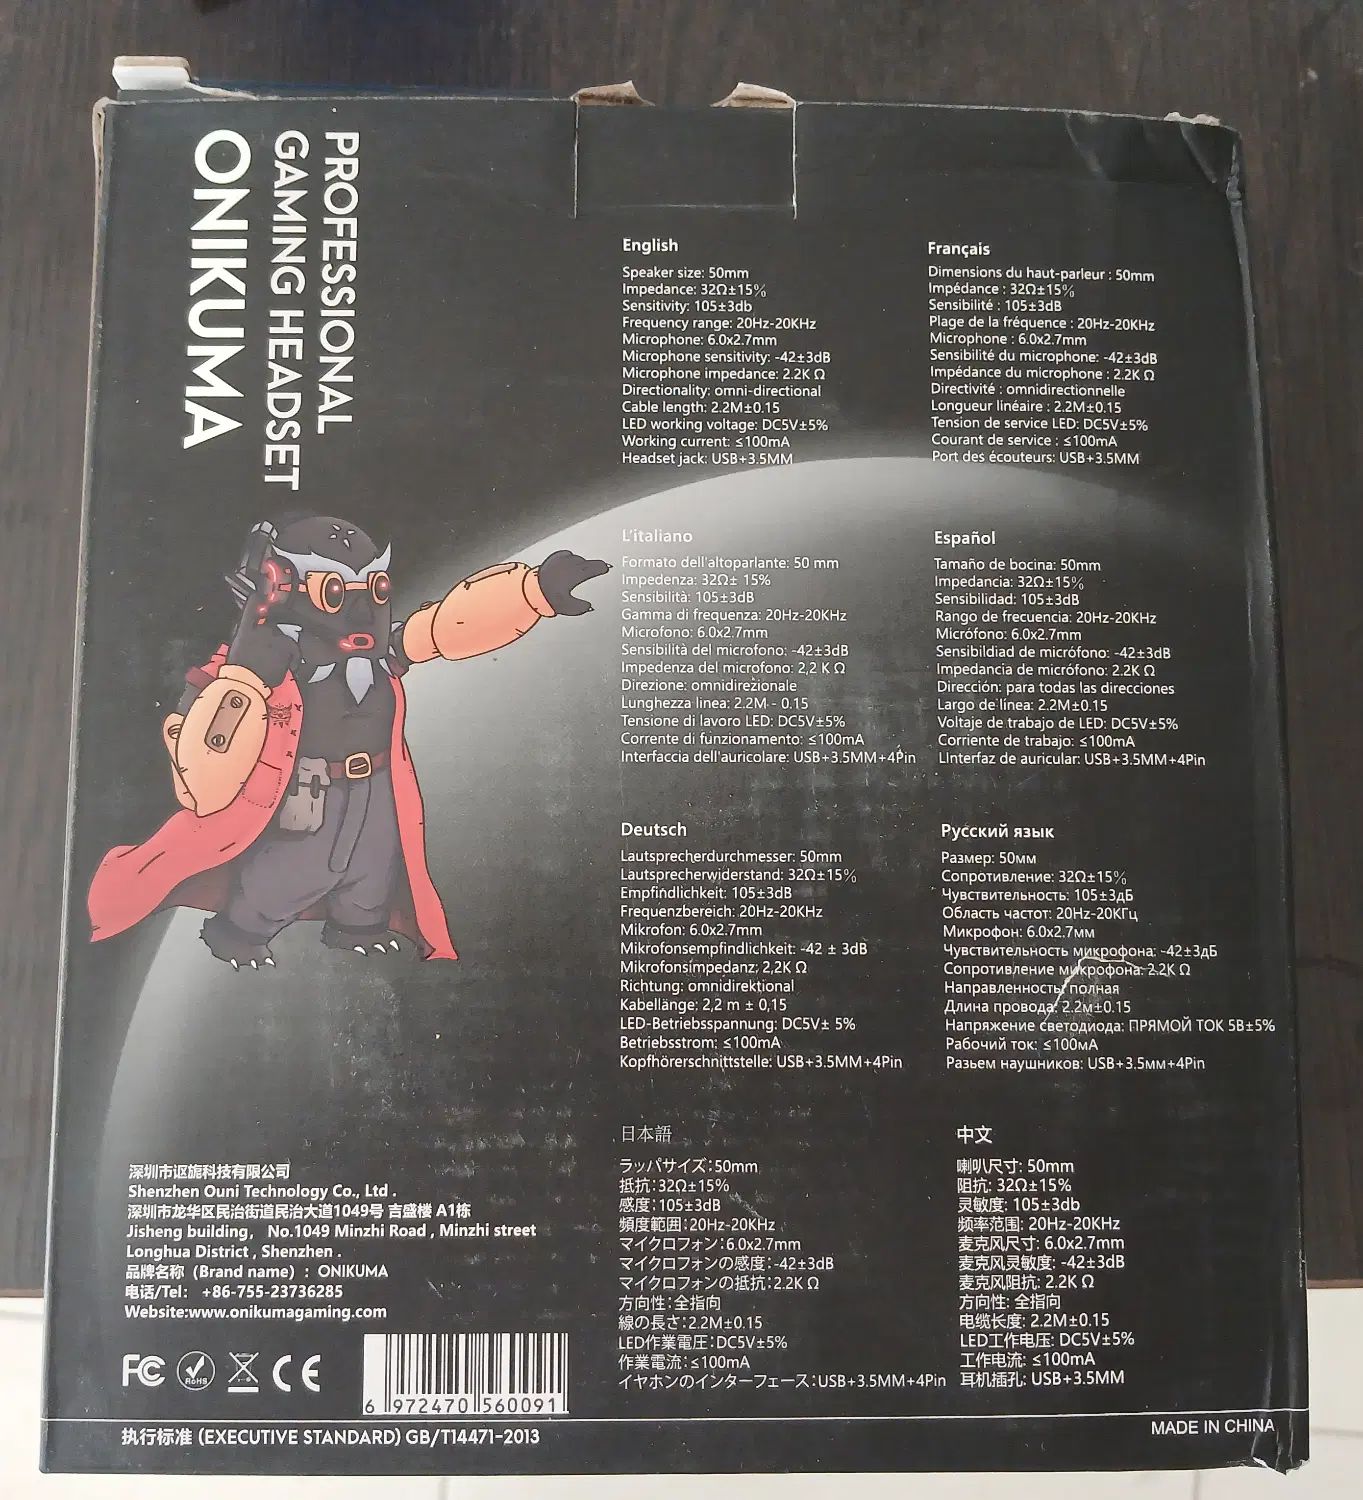 PROFESSIONAL
GAMING HEADSET
ONIKUMA
English
Speaker size: 50mm
Impedance: 32Ω±15%
Sensitivity: 105±3db
Frequency range: 20Hz-20KHz
Microphone: 6.0x2.7mm
Microphone sensitivity: -42±3dB
Microphone impedance: 2.2K Ω
Directionality: omni-directional
Cable length: 2.2M±0.15
LED working voltage: DC5V±5%
Working current: ≤100mA
Headset jack: USB+3.5MM
Français
Dimensions du haut-parleur : 50mm
Impédance : 32Ω±15%
Sensibilité : 105±3dB
Plage de la fréquence : 20Hz-20KHz
Microphone : 6.0x2.7mm
Sensibilité du microphone: -42±3dB
Impédance du microphone : 2.2K Ω
Directivité : omnidirectionnelle
Longueur linéaire : 2.2M±0.15
Tension de service LED: DC5V±5%
Courant de service : ≤100mA
Port des écouteurs: USB+3.5MM
L'italiano
Formato dell'altoparlante: 50 mm
Impedenza: 32Ω± 15%
Sensibilità: 105±3dB
Gamma di frequenza: 20Hz-20KHz
Microfono: 6.0x2.7mm
Sensibilità del microfono: -42±3dB
Impedenza del microfono: 2,2 K Ω
Direzione: omnidirezionale
Lunghezza linea: 2.2M - 0.15
Tensione di lavoro LED: DC5V±5%
Corrente di funzionamento: ≤100mA
Interfaccia dell'auricolare: USB+3.5MM+4Pin
Español
Tamaño de bocina: 50mm
Impedancia: 32Ω±15%
Sensibilidad: 105±3dB
Rango de frecuencia: 20Hz-20KHz
Micrófono: 6.0x2.7mm
Sensibildiad de micrófono: -42±3dB
Impedancia de micrófono: 2.2K Ω
Dirección: para todas las direcciones
Largo de línea: 2.2M±0.15
Voltaje de trabajo de LED: DC5V±5%
Corriente de trabajo: ≤100mA
LInterfaz de auricular: USB+3.5MM+4Pin
Deutsch
Lautsprecherdurchmesser: 50mm
Lautsprecherwiderstand: 32Ω±15%
Empfindlichkeit: 105±3dB
Frequenzbereich: 20Hz-20KHz
Mikrofon: 6.0x2.7mm
Mikrofonsempfindlichkeit: -42 ± 3dB
Mikrofonsimpedanz: 2,2K Ω
Richtung: omnidirektional
Kabellänge: 2,2 m ± 0,15
LED-Betriebsspannung: DC5V± 5%
Betriebsstrom: ≤100mA
Kopfhörerschnittstelle: USB+3.5MM+4Pin
Русский язык
Размер: 50мм
Сопротивление: 32Ω±15%
Чувствительность: 105±3дБ
Область частот: 20Hz-20КГц
Микрофон: 6.0x2.7мм
Чувствительность микрофона: -42±3дБ
Сопротивление микрофона: 2.2K Ω
Направленность: полная
Длина провода: 2.2м±0.15
Напряжение светодиода: ПРЯМОЙ ТОК 5В±5%
Рабочий ток: ≤100мА
Разьем наушников: USB+3.5мм+4Pin
日本語
ラッパサイズ:50mm
抵抗:32Ω±15%
感度:105±3dB
頻度範囲:20Hz-20KHz
マイクロフォン:6.0x2.7mm
マイクロフォンの感度:-42±3dB
マイクロフォンの抵抗:2.2K Ω
方向性:全指向
線の長さ:2.2M±0.15
LED作業電圧:DC5V±5%
作業電流:≤100mA
イヤホンのインターフェース:USB+3.5MM+4Pin
中文
喇叭尺寸: 50mm
阻抗: 32Ω±15%
灵敏度: 105±3db
频率范围: 20Hz-20KHz
麦克风尺寸: 6.0x2.7mm
麦克风灵敏度: -42±3dB
麦克风阻抗: 2.2K Ω
方向性: 全指向
电缆长度: 2.2M±0.15
LED工作电压: DC5V±5%
工作电流: ≤100mA
耳机插孔: USB+3.5MM
深圳市讴旎科技有限公司
Shenzhen Ouni Technology Co., Ltd .
深圳市龙华区民治街道民治大道1049号 吉盛楼 A1栋
Jisheng building, No.1049 Minzhi Road , Minzhi street
Longhua District , Shenzhen .
品牌名称 (Brand name) : ONIKUMA
电话/Tel: +86-755-23736285
Website:www.onikumagaming.com
FC RoHS CE
6 972470 560091
执行标准 (EXECUTIVE STANDARD) GB/T14471-2013
MADE IN CHINA